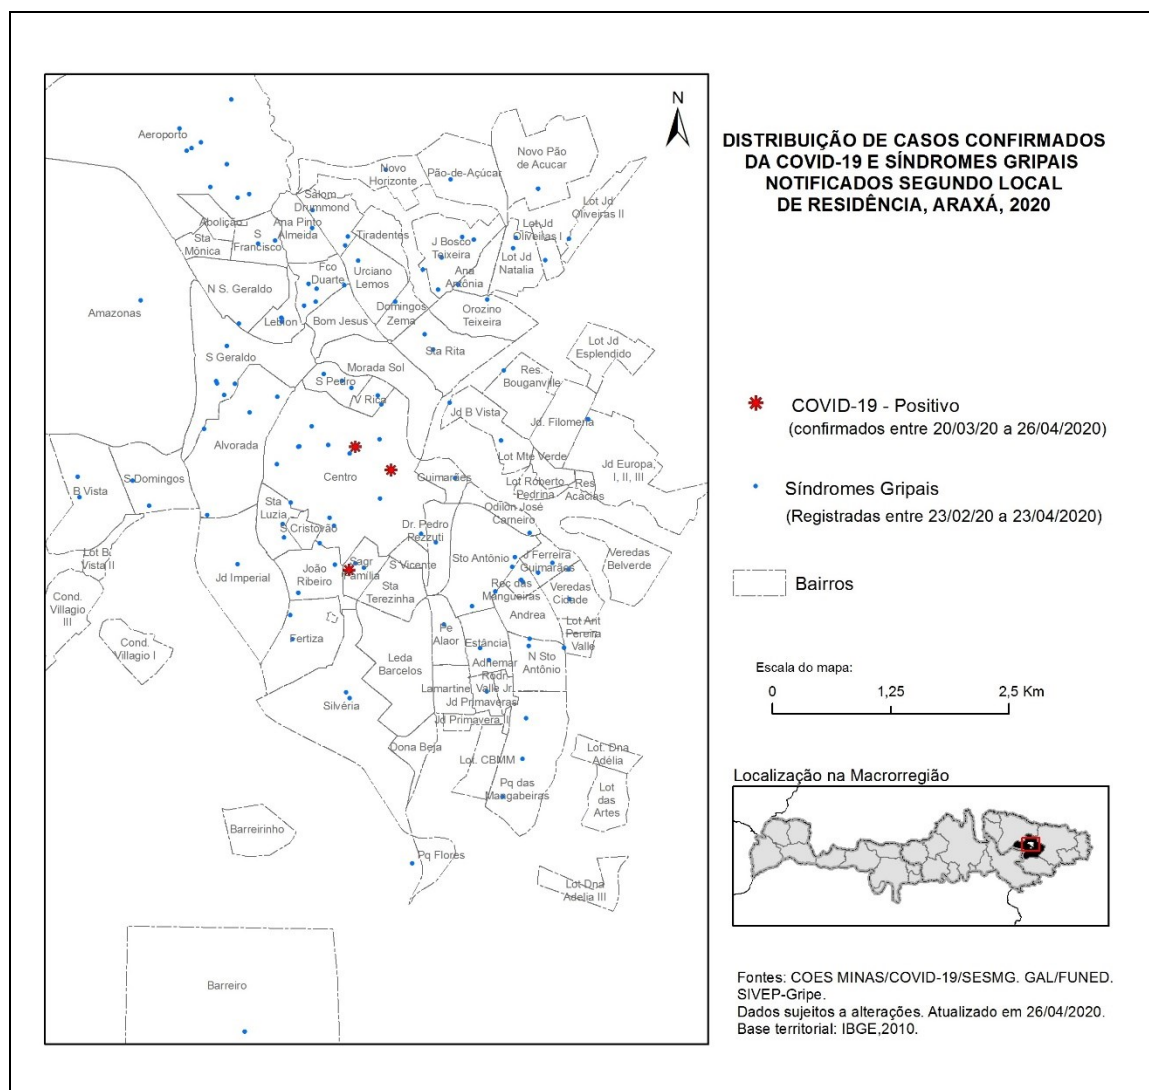 N
DISTRIBUIÇÃO DE CASOS CONFIRMADOS
DA COVID-19 E SÍNDROMES GRIPAIS
NOTIFICADOS SEGUNDO LOCAL
DE RESIDÊNCIA, ARAXÁ, 2020
Aeroporto
Novo
Horizonte
Pão-de-Açúcar
Novo Pão
de Acucar
Lot Jd
Oliveiras II
Salom
Drummond
Abolição
Ana Pinto
Almeida
Sta
Mônica
S
Francisco
Tiradentes
J Bosco
Teixeira
Lot Jd
Oliveiras I
Lot Jd
Natalia
Ana
Antônia
Fco
Duarte
Urciano
Lemos
N S. Geraldo
Amazonas
Leblon
Bom Jesus
Domingos
Zema
Orozino
Teixeira
S Geraldo
Sta Rita
Lot Jd
Esplendido
Morada Sol
S Pedro
V Rica
Res.
Bouganville
Jd B Vista
Jd. Filomena
Alvorada
Lot Mte Verde
Jd Europa,
I, II, III
Centro
Guimarães
Lot Roberto
Pedrina
Res
Acácias
B Vista
S Domingos
Sta
Luzia
Odilon José
Carneiro
S Cristovão
Dr. Pedro
Pezzuti
Lot B.
Vista II
Sto Antônio
J Ferreira
Guimarães
Veredas
Belverde
Jd Imperial
João
Ribeiro
Sagr
Família
S Vicente
Sta
Terezinha
Rec das
Mangueiras
Veredas
Cidade
Cond.
Villagio
III
Andrea
Cond.
Villagio I
Fertiza
Pe
Alaor
Estância
Lot Ant
Pereira
Valle
Leda
Barcelos
Adhemar
Rodr.
Valle Jr
N Sto
Antônio
Lamartine
Silvéria
Jd Primaveras
Jd Primavera II
Dona Beja
Lot. CBMM
Lot. Dna
Adélia
Pq das
Mangabeiras
Lot
das
Artes
Barreirinho
Pq Flores
Lot Dna
Adelia III
Barreiro
COVID-19 - Positivo
(confirmados entre 20/03/20 a 26/04/2020)
Síndromes Gripais
(Registradas entre 23/02/20 a 23/04/2020)
Bairros
Escala do mapa:
0 1,25 2,5 Km
Localização na Macrorregião
Fontes: COES MINAS/COVID-19/SESMG. GAL/FUNED.
SIVEP-Gripe.
Dados sujeitos a alterações. Atualizado em 26/04/2020.
Base territorial: IBGE,2010.